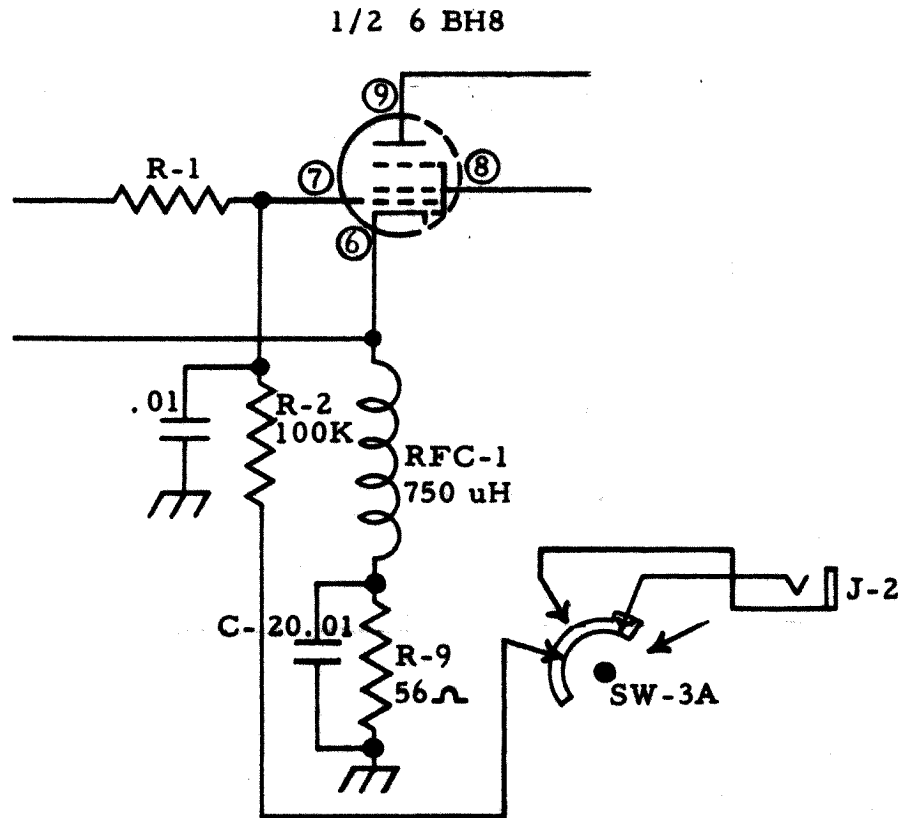 1/2 6 BH8
9
8
7
R-1
6
.01
R-2
100K
RFC-1
750 uH
J-2
C-20.01
R-9
56Ω
SW-3A